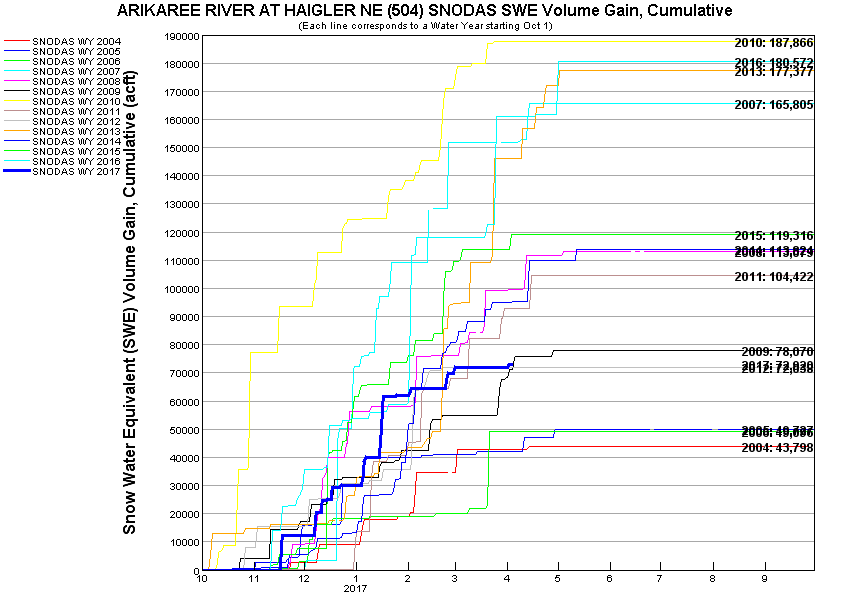 ARIKAREE RIVER AT HAIGLER NE (504) SNODAS SWE Volume Gain, Cumulative
(Each line corresponds to a Water Year starting Oct 1)
SNODAS WY 2004
SNODAS WY 2005
SNODAS WY 2006
SNODAS WY 2007
SNODAS WY 2008
SNODAS WY 2009
SNODAS WY 2010
SNODAS WY 2011
SNODAS WY 2012
SNODAS WY 2013
SNODAS WY 2014
SNODAS WY 2015
SNODAS WY 2016
SNODAS WY 2017
Snow Water Equivalent (SWE) Volume Gain, Cumulative (acft)
190000
180000
170000
160000
150000
140000
130000
120000
110000
100000
90000
80000
70000
60000
50000
40000
30000
20000
10000
0
2010: 187,866
2016: 180,572
2013: 177,377
2007: 165,805
2015: 119,316
2008: 113,079
2011: 104,422
2009: 78,070
2004: 43,798
10 11 12 1 2 3 4 5 6 7 8 9
2017